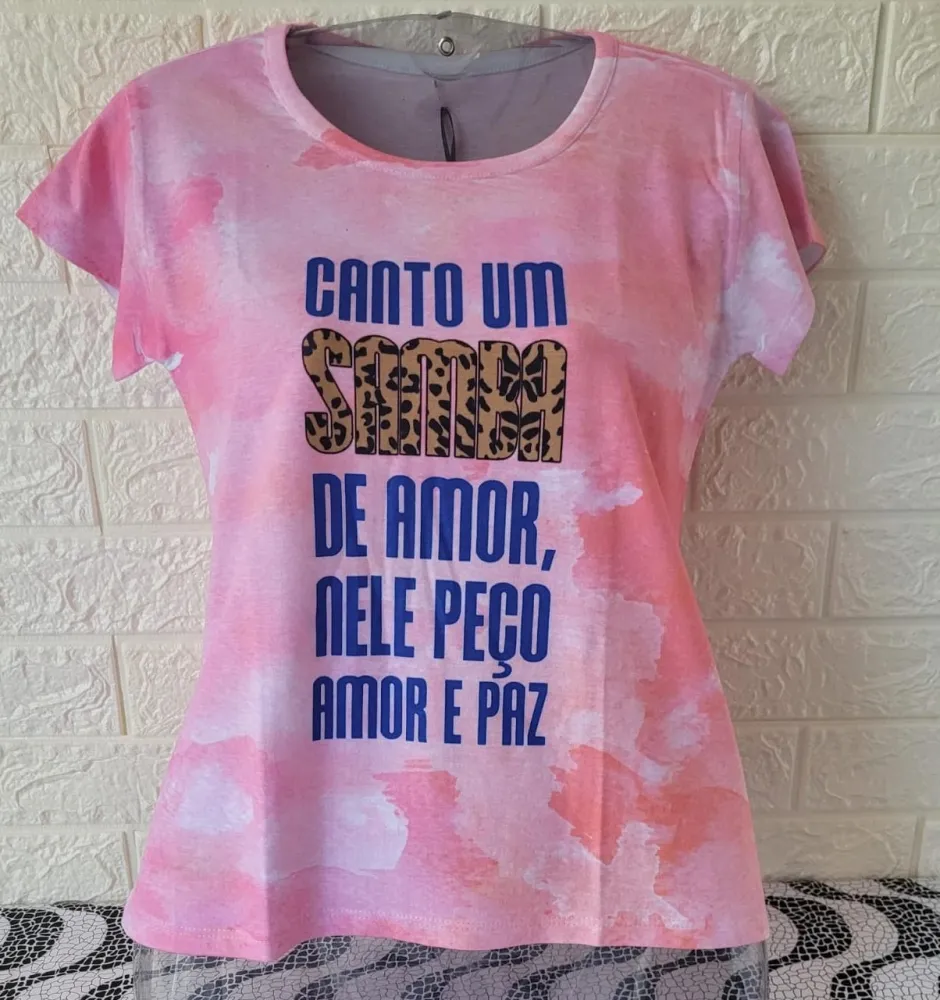 CANTO UM
SAMBA
DE AMOR,
NELE PEÇO
AMOR E PAZ